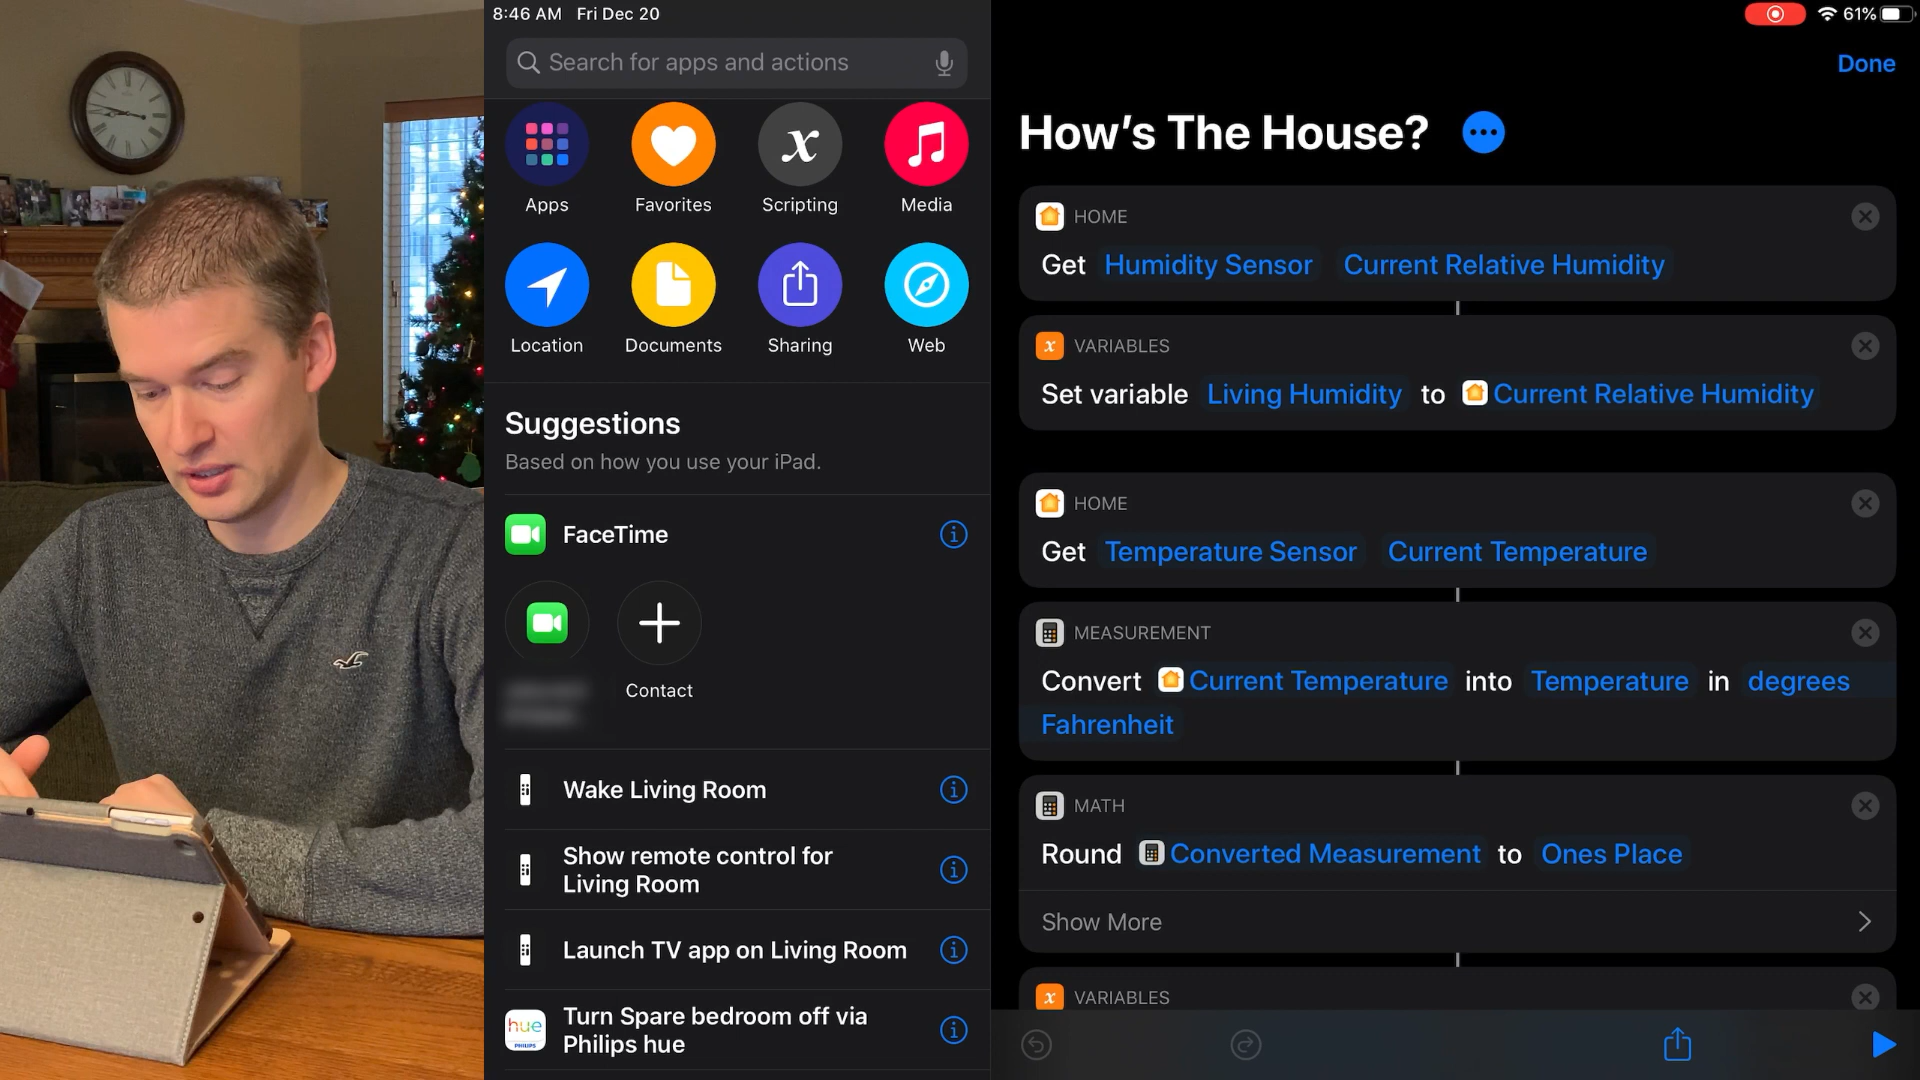 8:46 AM Fri Dec 20
61%
Search for apps and actions
Apps
Favorites
Scripting
Media
Location
Documents
Sharing
Web
Suggestions
Based on how you use your iPad.
FaceTime
Contact
Wake Living Room
Show remote control for
Living Room
Launch TV app on Living Room
hue
PHILIPS
Turn Spare bedroom off via
Philips hue
Done
How's The House?
HOME
Get Humidity Sensor Current Relative Humidity
x VARIABLES
Set variable Living Humidity to Current Relative Humidity
HOME
Get Temperature Sensor Current Temperature
MEASUREMENT
Convert Current Temperature into Temperature in degrees
Fahrenheit
MATH
Round Converted Measurement to Ones Place
Show More
x VARIABLES